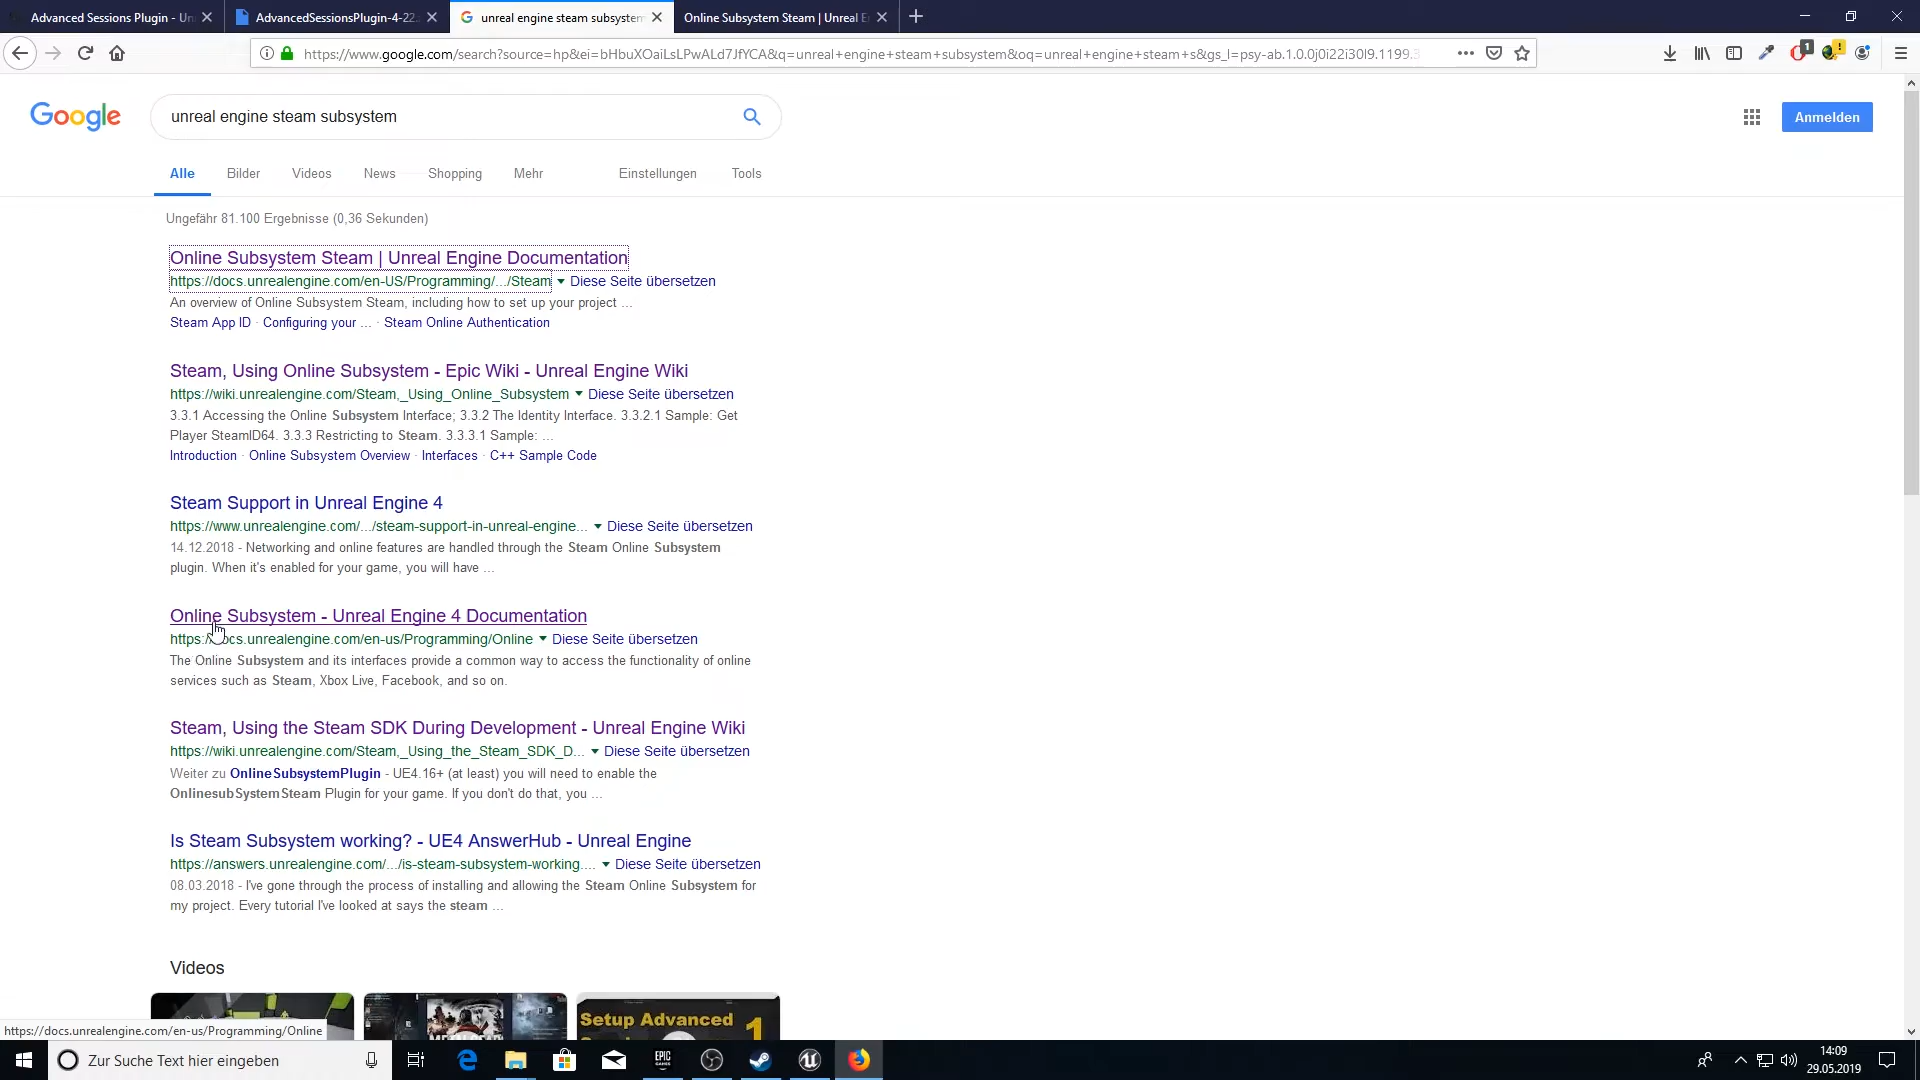 Advanced Sessions Plugin - Un
AdvancedSessionsPlugin-4-22.
unreal engine steam subsystem
Online Subsystem Steam | Unreal E
https://www.google.com/search?source=hp&ei=bHbuXOaiLsLPwALd7JfYCA&q=unreal+engine+steam+subsystem&oq=unreal+engine+steam+s&gs_l=psy-ab.1.0.0j0i22i30l9.1199.3
1
Google
unreal engine steam subsystem
Anmelden
Alle Bilder Videos News Shopping Mehr Einstellungen Tools
Ungefähr 81.100 Ergebnisse (0,36 Sekunden)
Online Subsystem Steam | Unreal Engine Documentation
https://docs.unrealengine.com/en-US/Programming/.../Steam Diese Seite übersetzen
An overview of Online Subsystem Steam, including how to set up your project ...
Steam App ID · Configuring your ... · Steam Online Authentication
Steam, Using Online Subsystem - Epic Wiki - Unreal Engine Wiki
https://wiki.unrealengine.com/Steam,_Using_Online_Subsystem Diese Seite übersetzen
3.3.1 Accessing the Online Subsystem Interface; 3.3.2 The Identity Interface. 3.3.2.1 Sample: Get
Player SteamID64. 3.3.3 Restricting to Steam. 3.3.3.1 Sample: ...
Introduction · Online Subsystem Overview · Interfaces · C++ Sample Code
Steam Support in Unreal Engine 4
https://www.unrealengine.com/.../steam-support-in-unreal-engine... Diese Seite übersetzen
14.12.2018 - Networking and online features are handled through the Steam Online Subsystem
plugin. When it's enabled for your game, you will have ...
Online Subsystem - Unreal Engine 4 Documentation
https://docs.unrealengine.com/en-us/Programming/Online Diese Seite übersetzen
The Online Subsystem and its interfaces provide a common way to access the functionality of online
services such as Steam, Xbox Live, Facebook, and so on.
Steam, Using the Steam SDK During Development - Unreal Engine Wiki
https://wiki.unrealengine.com/Steam,_Using_the_Steam_SDK_D... Diese Seite übersetzen
Weiter zu OnlineSubsystemPlugin - UE4.16+ (at least) you will need to enable the
OnlinesubSystemSteam Plugin for your game. If you don't do that, you ...
Is Steam Subsystem working? - UE4 AnswerHub - Unreal Engine
https://answers.unrealengine.com/.../is-steam-subsystem-working.... Diese Seite übersetzen
08.03.2018 - I've gone through the process of installing and allowing the Steam Online Subsystem for
my project. Every tutorial I've looked at says the steam ...
Videos
Setup Advanced
1
https://docs.unrealengine.com/en-us/Programming/Online
Zur Suche Text hier eingeben
EPIC
GAMES
14:09
29.05.2019